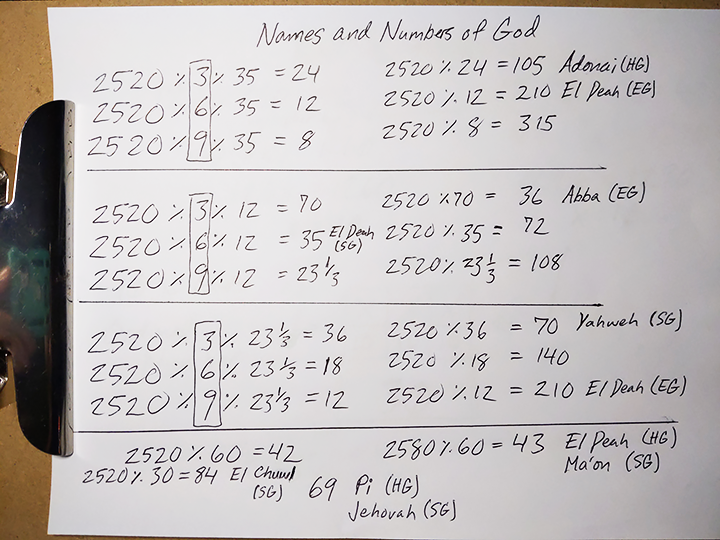 Names and Numbers of God
2520 ÷ 3 ÷ 35 = 24
2520 ÷ 24 = 105 Adonai (HG)
2520 ÷ 6 ÷ 35 = 12
2520 ÷ 12 = 210 El Deah (EG)
2520 ÷ 9 ÷ 35 = 8
2520 ÷ 8 = 315
2520 ÷ 3 ÷ 12 = 70
2520 ÷ 70 = 36 Abba (EG)
2520 ÷ 6 ÷ 12 = 35 El Deah (SG)
2520 ÷ 35 = 72
2520 ÷ 9 ÷ 12 = 23 1/3
2520 ÷ 23 1/3 = 108
2520 ÷ 3 ÷ 23 1/3 = 36
2520 ÷ 36 = 70 Yahweh (SG)
2520 ÷ 6 ÷ 23 1/3 = 18
2520 ÷ 18 = 140
2520 ÷ 9 ÷ 23 1/3 = 12
2520 ÷ 12 = 210 El Deah (EG)
2520 ÷ 60 = 42
2580 ÷ 60 = 43 El Deah (HG)
Ma'on (SG)
2520 ÷ 30 = 84 El Chuwl (SG)
69 Pi (HG)
Jehovah (SG)